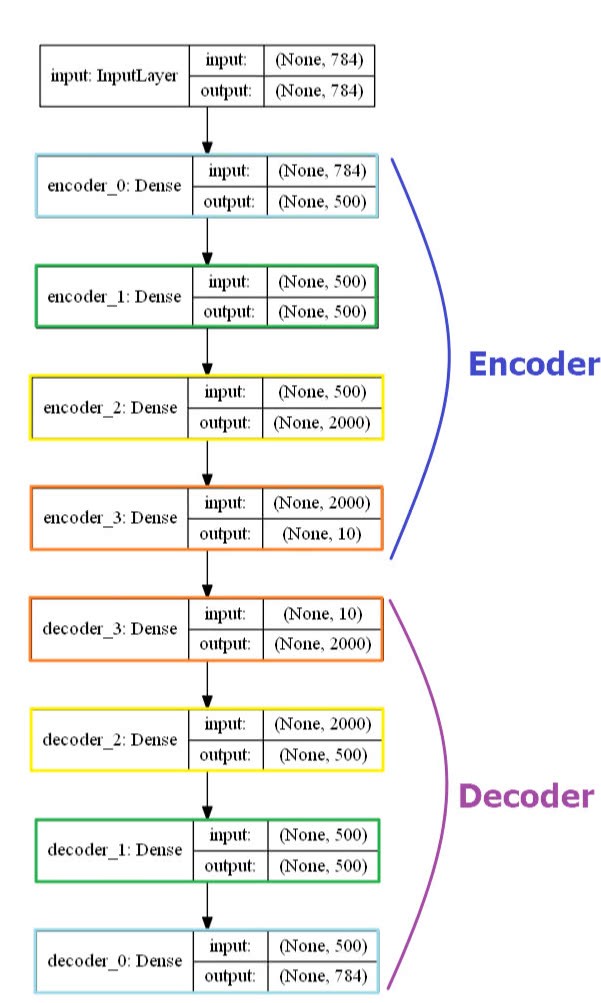 input: InputLayer
input: (None, 784)
output: (None, 784)
encoder_0: Dense
input: (None, 784)
output: (None, 500)
encoder_1: Dense
input: (None, 500)
output: (None, 500)
Encoder
encoder_2: Dense
input: (None, 500)
output: (None, 2000)
encoder_3: Dense
input: (None, 2000)
output: (None, 10)
decoder_3: Dense
input: (None, 10)
output: (None, 2000)
decoder_2: Dense
input: (None, 2000)
output: (None, 500)
Decoder
decoder_1: Dense
input: (None, 500)
output: (None, 500)
decoder_0: Dense
input: (None, 500)
output: (None, 784)